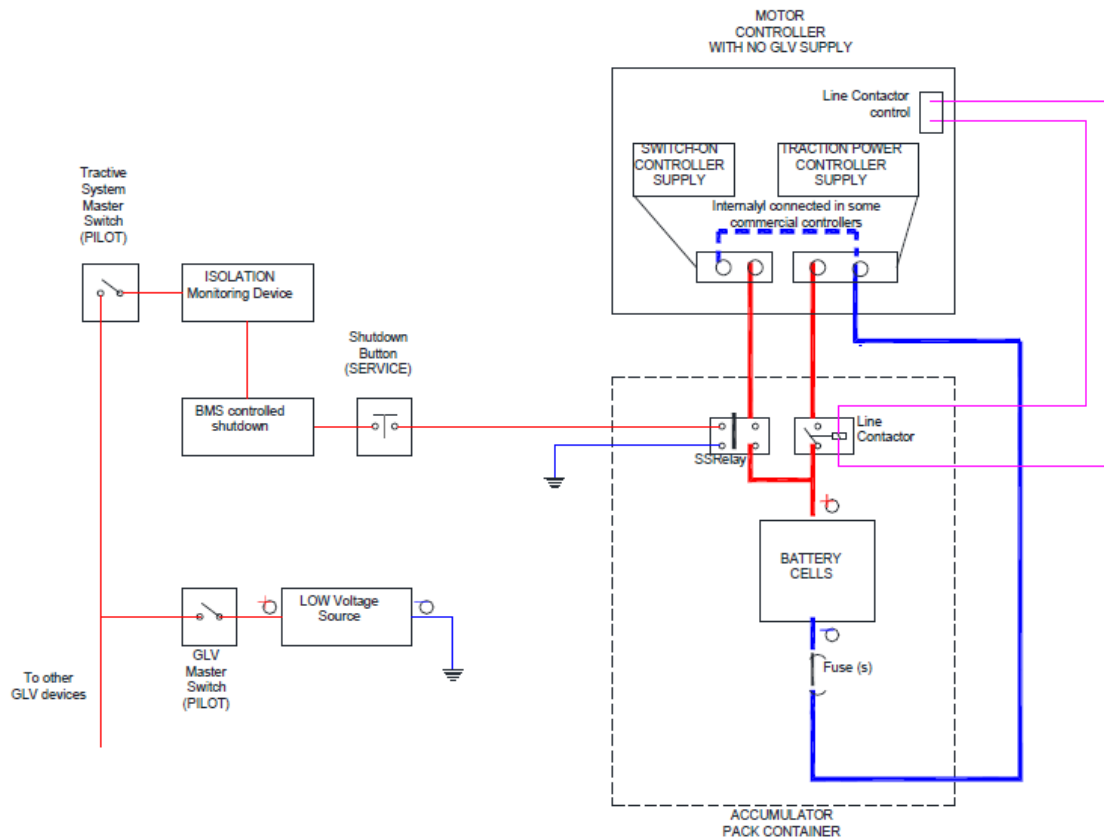 MOTOR
CONTROLLER
WITH NO GLV SUPPLY
Line Contactor
control
SWITCH-ON
CONTROLLER
SUPPLY
TRACTION POWER
CONTROLLER
SUPPLY
Internalyl connected in some
commercial controllers
Tractive
System
Master
Switch
(PILOT)
ISOLATION
Monitoring Device
Shutdown
Button
(SERVICE)
BMS controlled
shutdown
SSRelay
Line
Contactor
+
BATTERY
CELLS
-
Fuse (s)
+
LOW Voltage
Source
-
GLV
Master
Switch
(PILOT)
To other
GLV devices
ACCUMULATOR
PACK CONTAINER